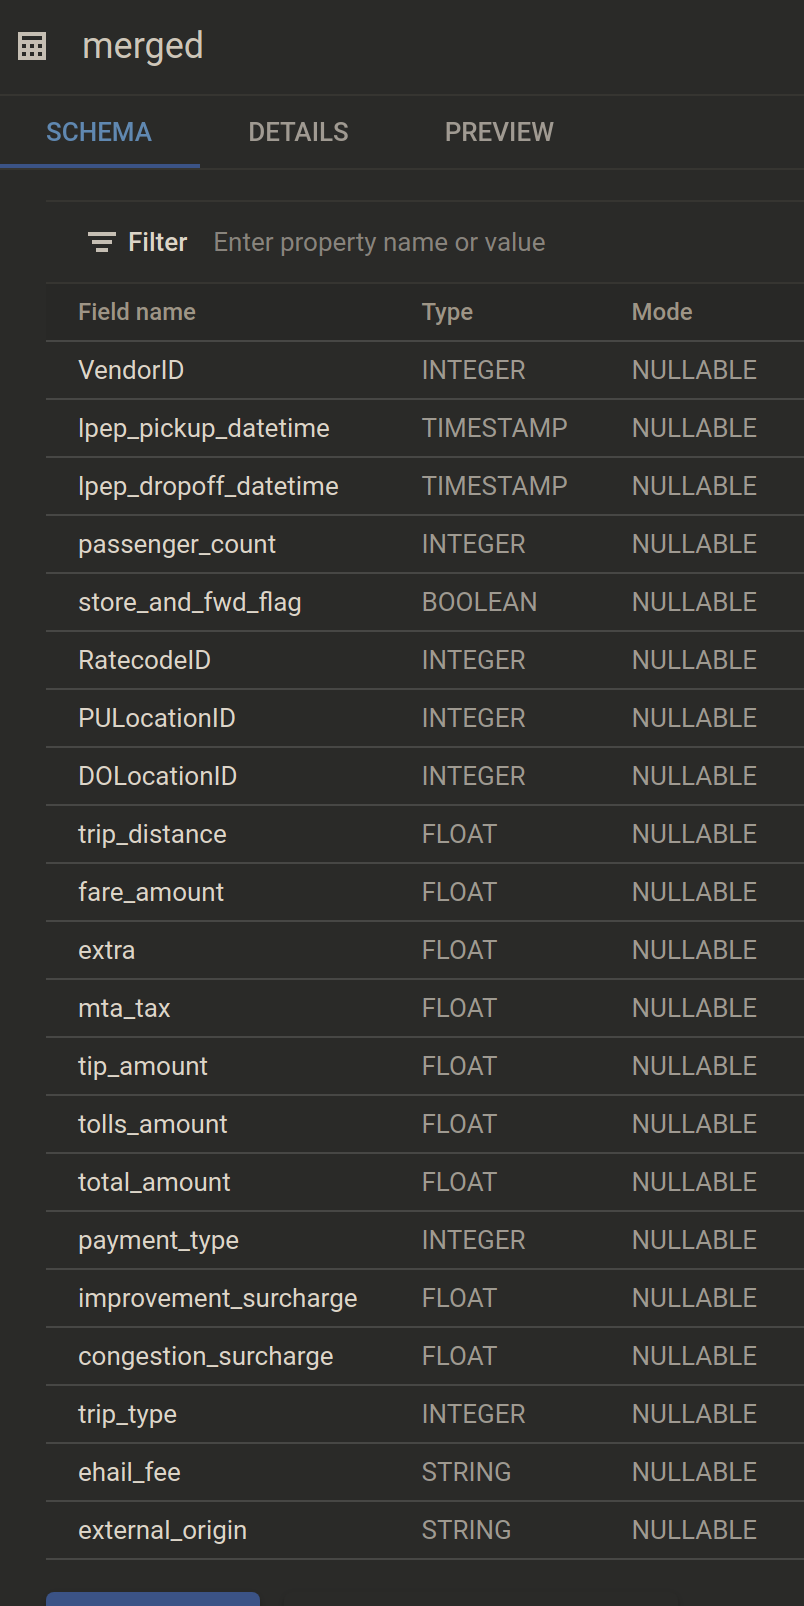 merged
SCHEMA DETAILS PREVIEW
Filter Enter property name or value
Field name Type Mode
VendorID INTEGER NULLABLE
lpep_pickup_datetime TIMESTAMP NULLABLE
lpep_dropoff_datetime TIMESTAMP NULLABLE
passenger_count INTEGER NULLABLE
store_and_fwd_flag BOOLEAN NULLABLE
RatecodeID INTEGER NULLABLE
PULocationID INTEGER NULLABLE
DOLocationID INTEGER NULLABLE
trip_distance FLOAT NULLABLE
fare_amount FLOAT NULLABLE
extra FLOAT NULLABLE
mta_tax FLOAT NULLABLE
tip_amount FLOAT NULLABLE
tolls_amount FLOAT NULLABLE
total_amount FLOAT NULLABLE
payment_type INTEGER NULLABLE
improvement_surcharge FLOAT NULLABLE
congestion_surcharge FLOAT NULLABLE
trip_type INTEGER NULLABLE
ehail_fee STRING NULLABLE
external_origin STRING NULLABLE